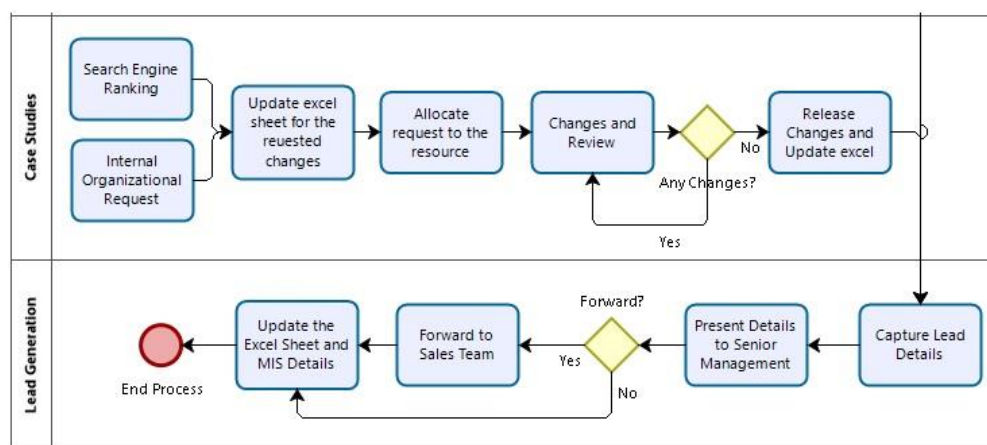 Case Studies
Search Engine
Ranking
Internal
Organizational
Request
Update excel
sheet for the
reuested
changes
Allocate
request to the
resource
Changes and
Review
No
Any Changes?
Yes
Release
Changes and
Update excel
Lead Generation
End Process
Update the
Excel Sheet and
MIS Details
Forward to
Sales Team
Forward?
Yes
No
Present Details
to Senior
Management
Capture Lead
Details